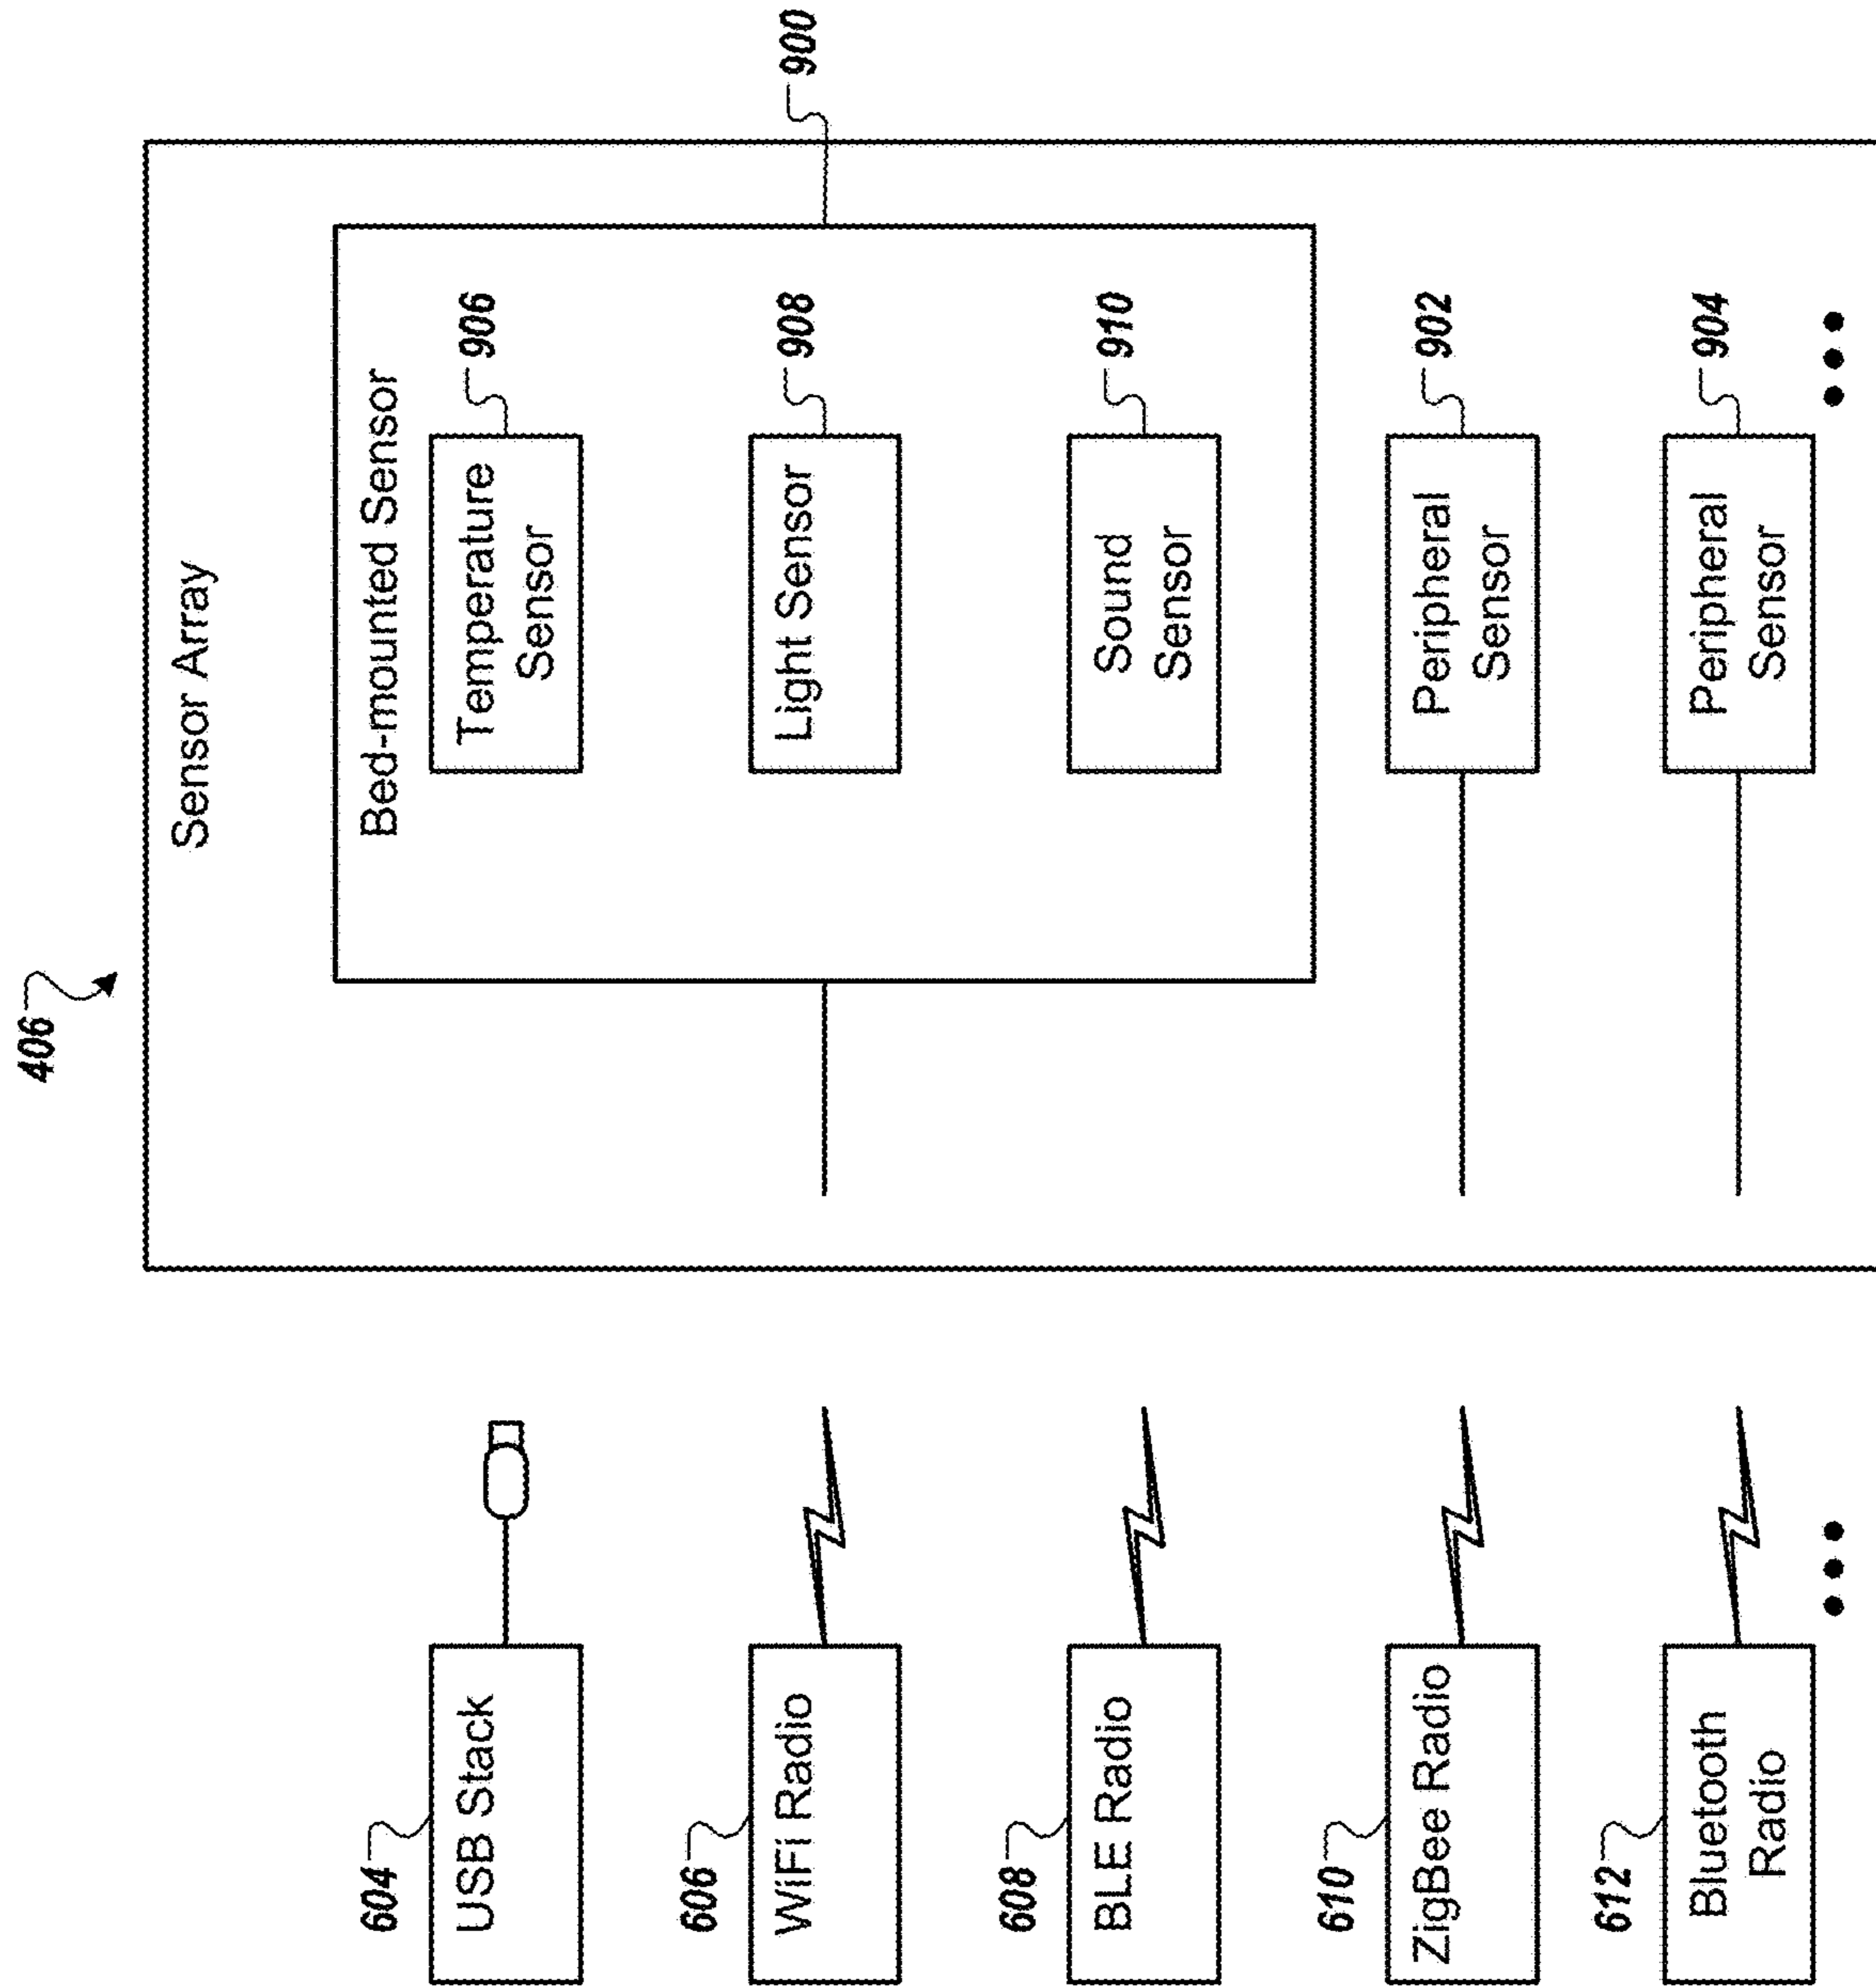 406
Sensor Array
900
Bed-mounted Sensor
604
USB Stack
Temperature
Sensor
906
606
WiFi Radio
Light Sensor
908
608
BLE Radio
Sound
Sensor
910
610
ZigBee Radio
Peripheral
Sensor
902
612
Bluetooth
Radio
Peripheral
Sensor
904